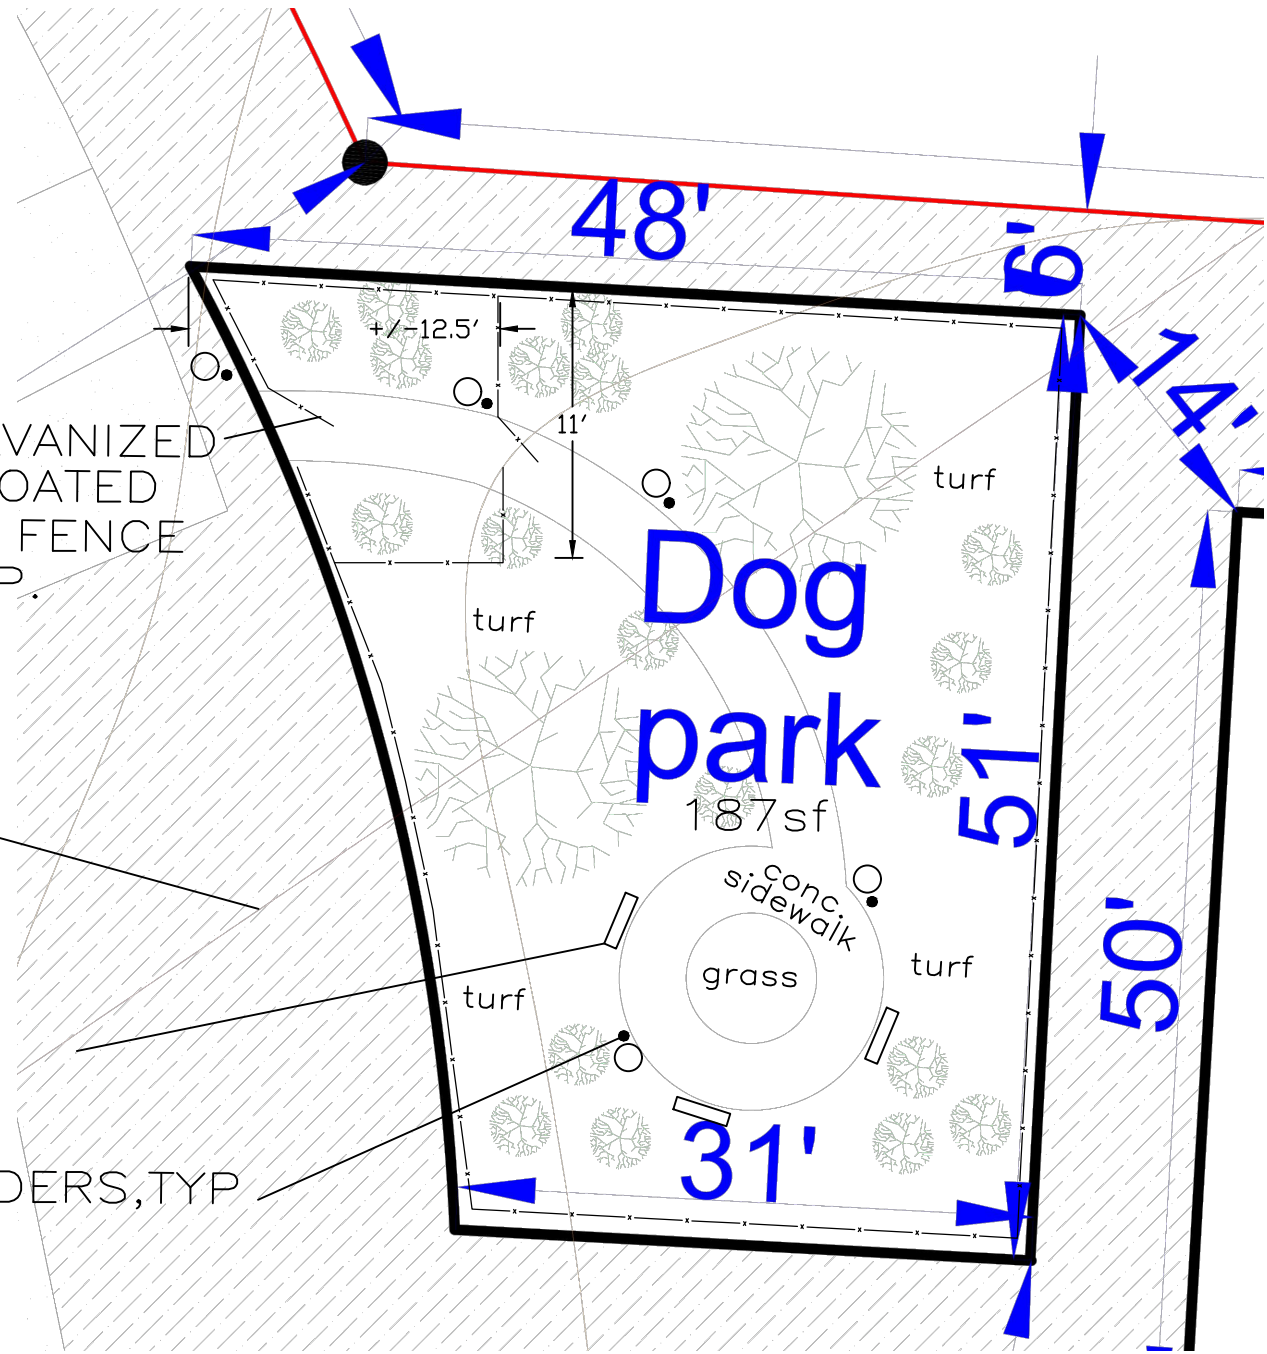 48'
6'
+/-12.5'
14'
11'
VANIZED
OATED
FENCE
turf
Dog
park
turf
51'
187sf
conc.
sidewalk
grass
turf
turf
50'
31'
DERS,TYP